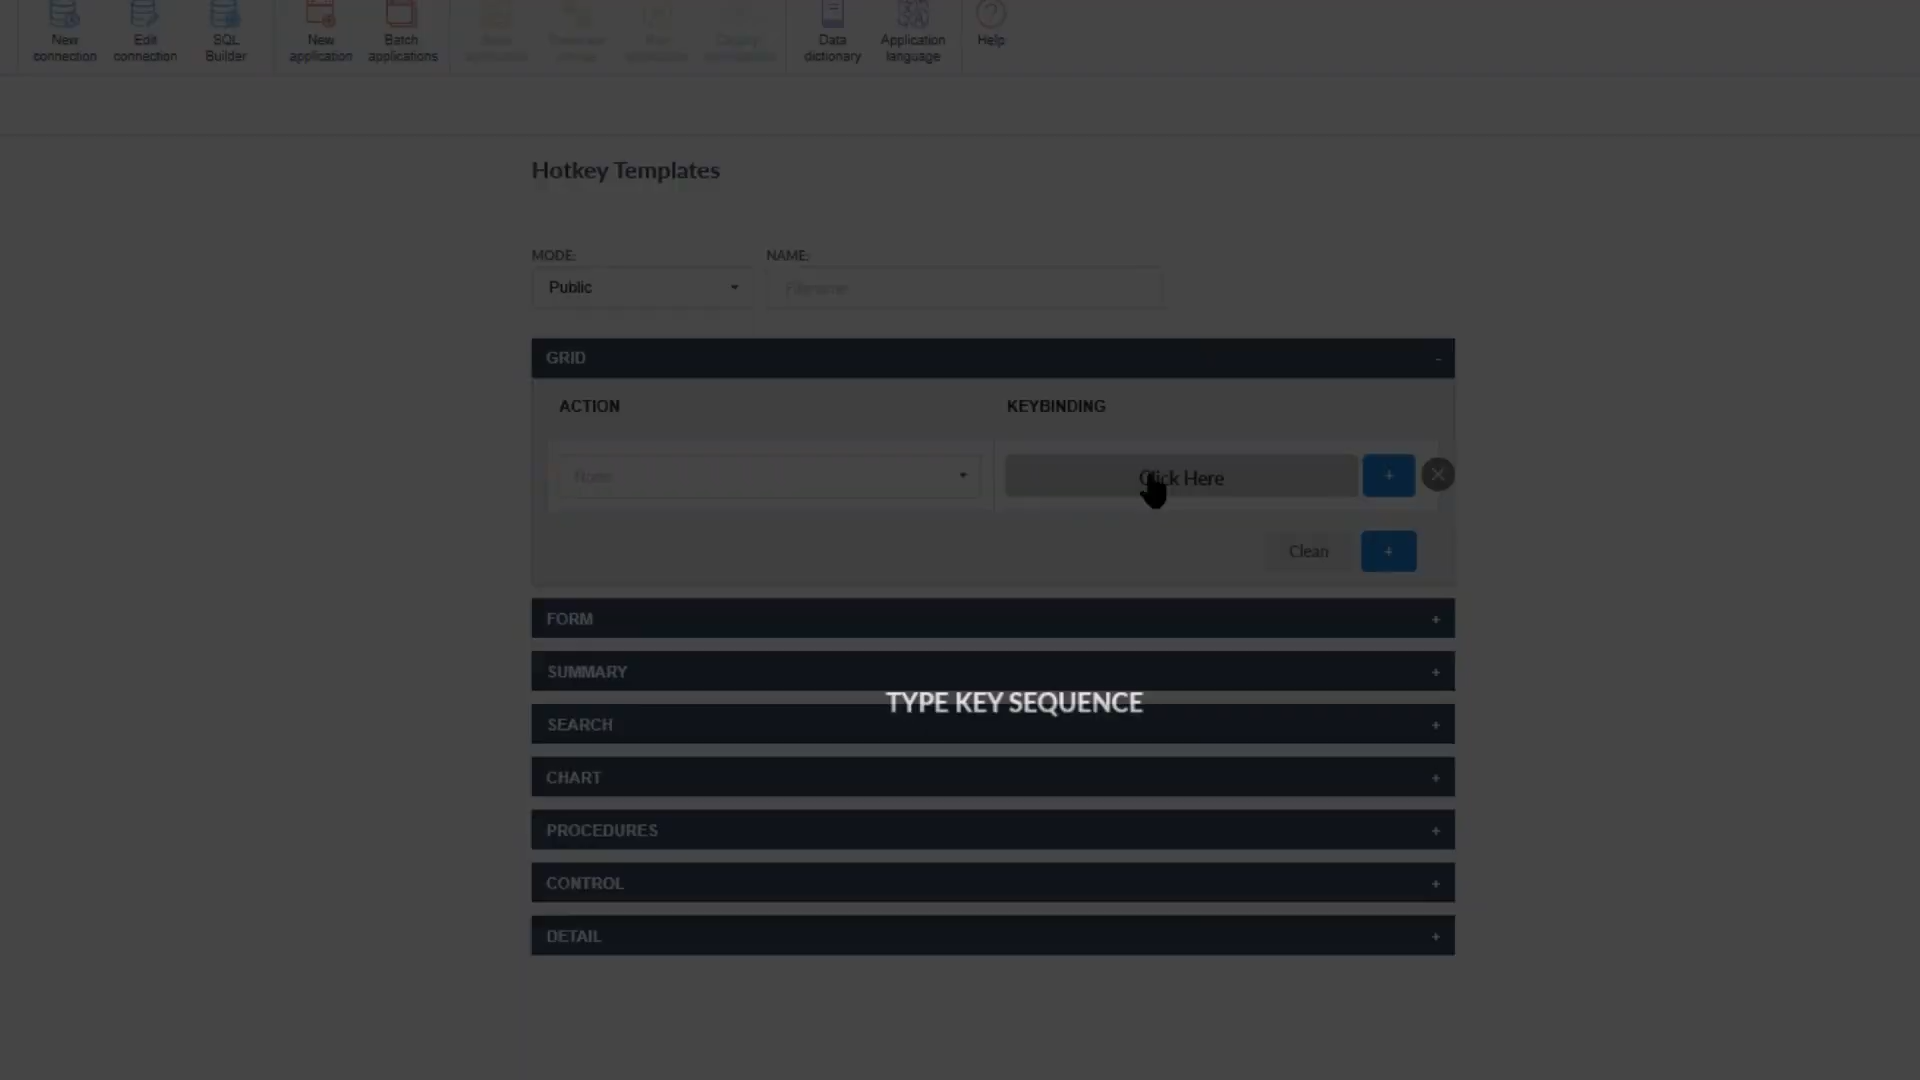 New connection
Edit connection
SQL Builder
New application
Batch applications
Data dictionary
Application language
Help
Hotkey Templates
MODE:
NAME:
Public
Filename
GRID
-
ACTION
KEYBINDING
None
Click Here
+
Clean
+
FORM
+
SUMMARY
+
TYPE KEY SEQUENCE
SEARCH
+
CHART
+
PROCEDURES
+
CONTROL
+
DETAIL
+